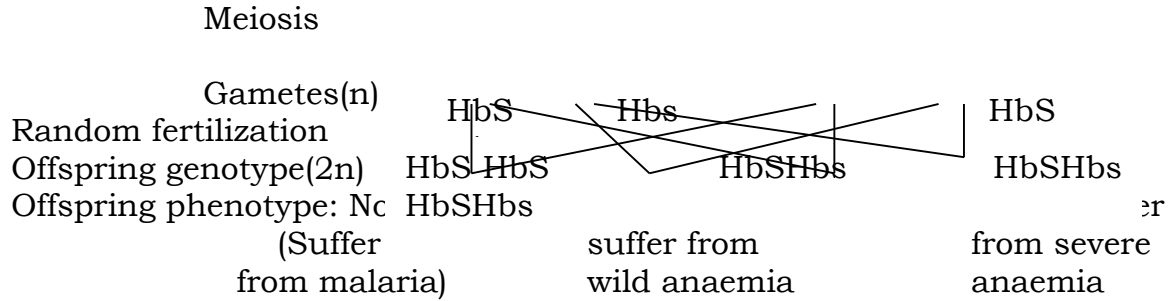 Meiosis
Gametes(n) HbS Hbs HbS
Random fertilization
Offspring genotype(2n) HbS HbS HbSHbs HbSHbs
Offspring phenotype: HbSHbs
(Suffer suffer from from severe
from malaria) wild anaemia anaemia